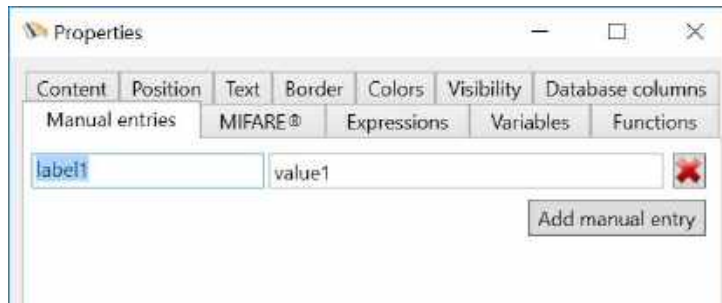 Properties
Content Position Text Border Colors Visibility Database columns
Manual entries MIFARE® Expressions Variables Functions
label1 value1
Add manual entry